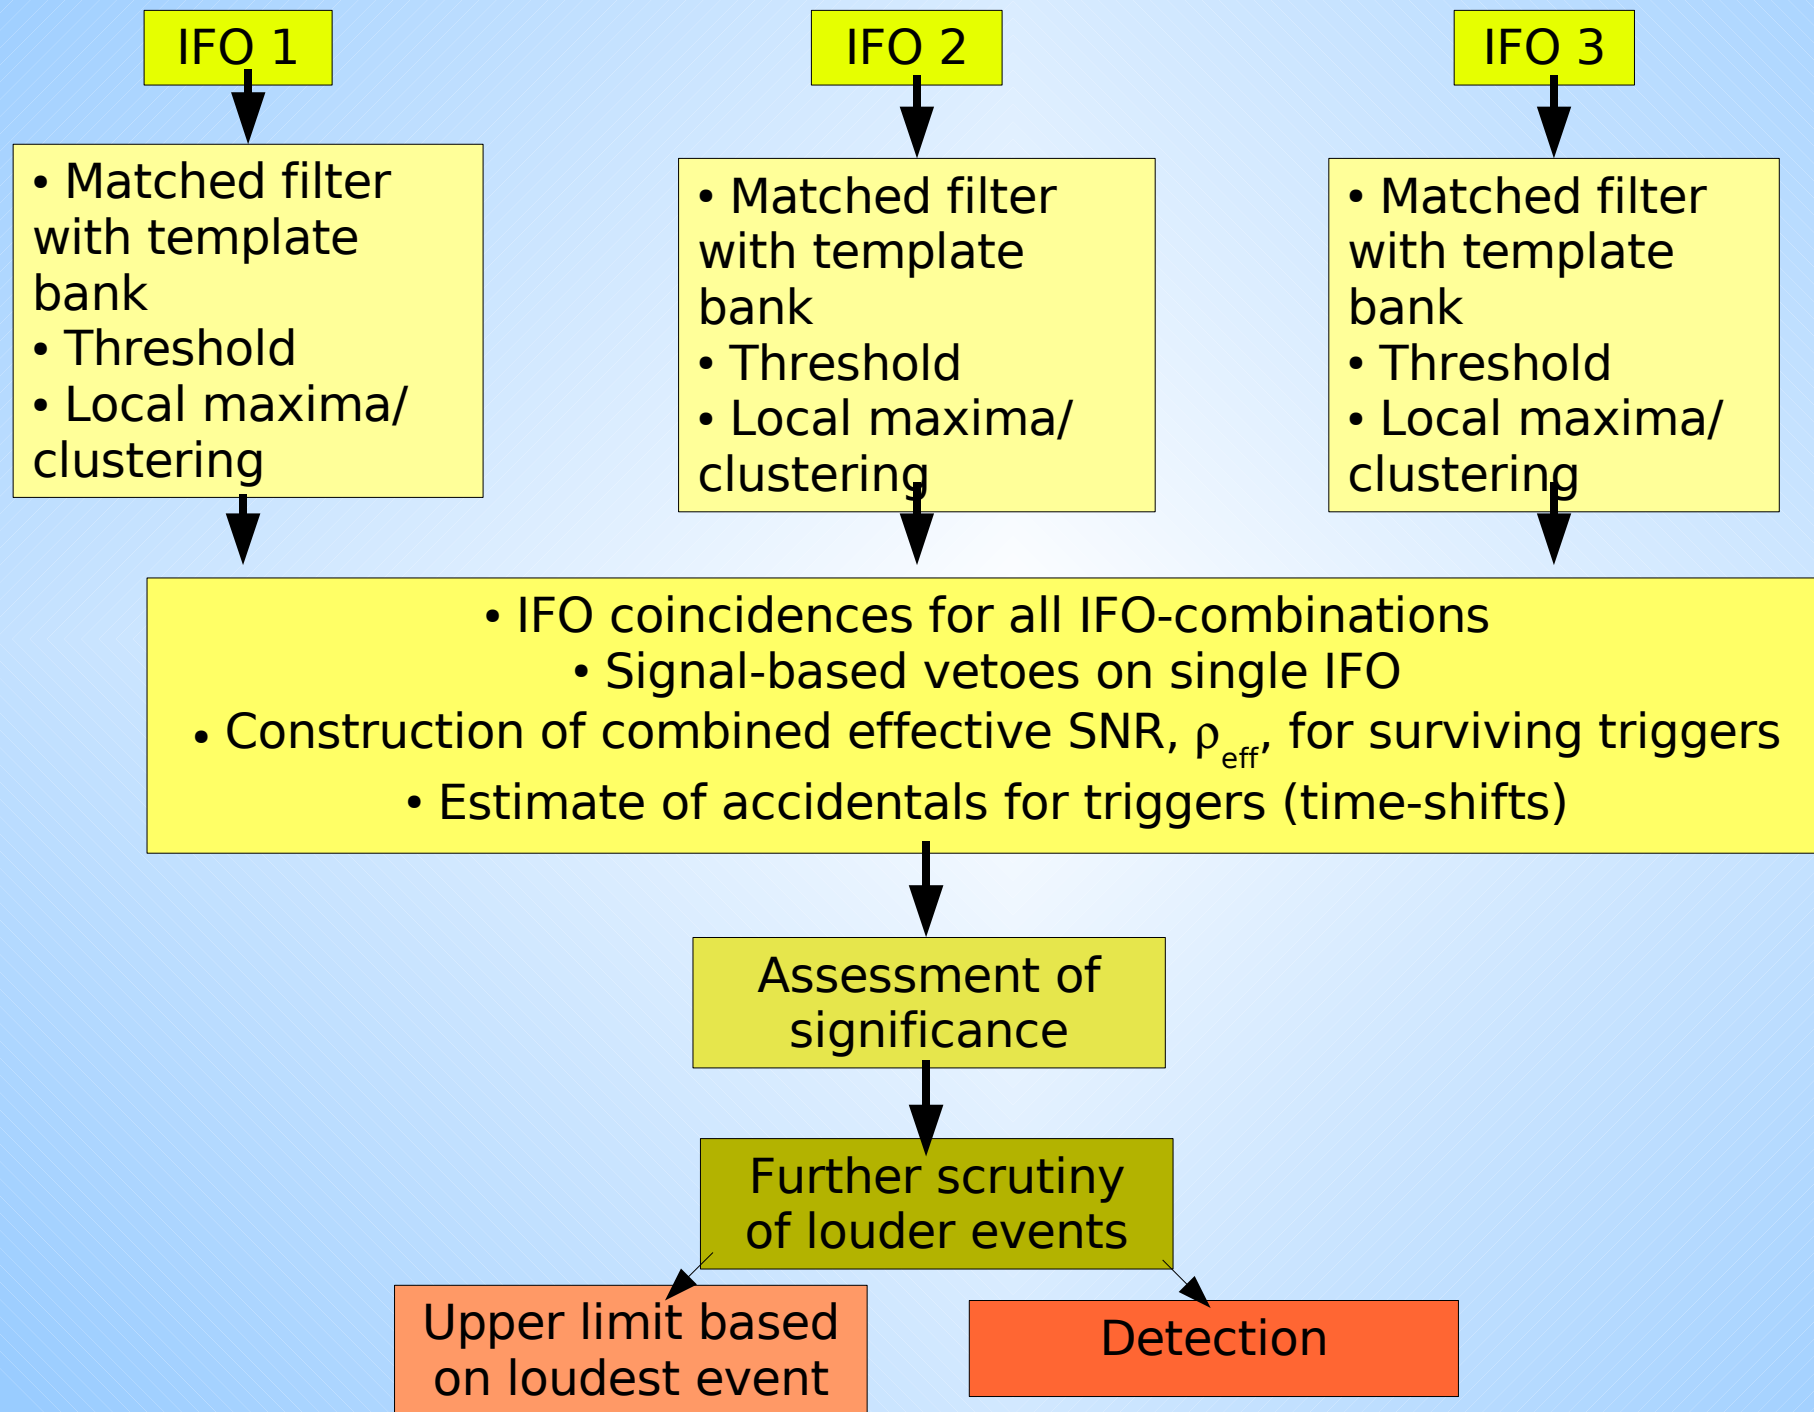 IFO 1
IFO 2
IFO 3
• Matched filter
with template
bank
• Threshold
• Local maxima/
clustering
• Matched filter
with template
bank
• Threshold
• Local maxima/
clustering
• Matched filter
with template
bank
• Threshold
• Local maxima/
clustering
• IFO coincidences for all IFO-combinations
• Signal-based vetoes on single IFO
• Construction of combined effective SNR, ρeff, for surviving triggers
• Estimate of accidentals for triggers (time-shifts)
Assessment of
significance
Further scrutiny
of louder events
Upper limit based
on loudest event
Detection